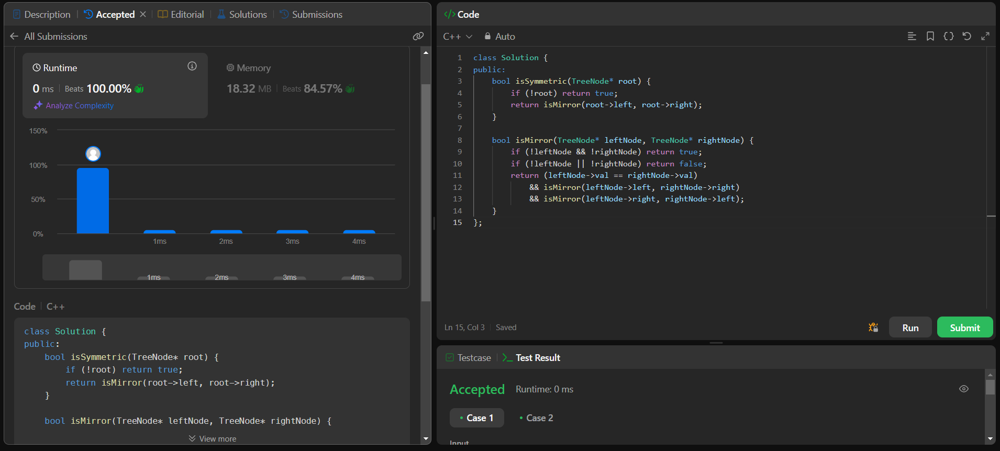 Description | Accepted × | Editorial | Solutions | Submissions
All Submissions
Runtime
0 ms | Beats 100.00%
Analyze Complexity
Memory
18.32 MB | Beats 84.57%
150%
100%
50%
0%
1ms 2ms 3ms 4ms
1ms 2ms 3ms 4ms
Code | C++
class Solution {
public:
    bool isSymmetric(TreeNode* root) {
        if (!root) return true;
        return isMirror(root->left, root->right);
    }
    bool isMirror(TreeNode* leftNode, TreeNode* rightNode) {
View more
</> Code
C++ Auto
1 class Solution {
2 public:
3     bool isSymmetric(TreeNode* root) {
4         if (!root) return true;
5         return isMirror(root->left, root->right);
6     }
7
8     bool isMirror(TreeNode* leftNode, TreeNode* rightNode) {
9         if (!leftNode && !rightNode) return true;
10         if (!leftNode || !rightNode) return false;
11         return (leftNode->val == rightNode->val)
12             && isMirror(leftNode->left, rightNode->right)
13             && isMirror(leftNode->right, rightNode->left);
14     }
15 };
Ln 15, Col 3 | Saved
Run
Submit
Testcase | >_ Test Result
Accepted Runtime: 0 ms
• Case 1 • Case 2
Input